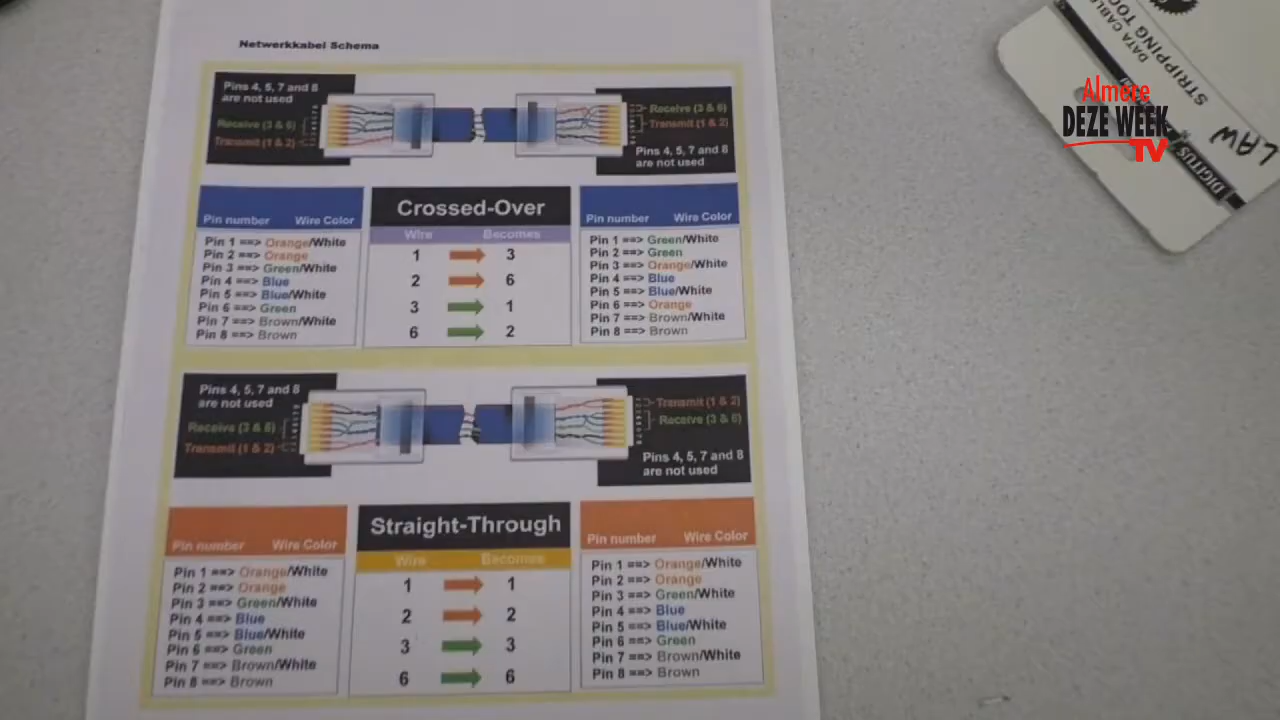 Netwerkkabel Schema
Pins 4, 5, 7 and 8
are not used
Receive (3 & 6)
Transmit (1 & 2)
Receive (3 & 6)
Transmit (1 & 2)
Pins 4, 5, 7 and 8
are not used
Pin number Wire Color
Pin 1 ==> Orange/White
Pin 2 ==> Orange
Pin 3 ==> Green/White
Pin 4 ==> Blue
Pin 5 ==> Blue/White
Pin 6 ==> Green
Pin 7 ==> Brown/White
Pin 8 ==> Brown
Crossed-Over
Wire Becomes
1 3
2 6
3 1
6 2
Pin number Wire Color
Pin 1 ==> Green/White
Pin 2 ==> Green
Pin 3 ==> Orange/White
Pin 4 ==> Blue
Pin 5 ==> Blue/White
Pin 6 ==> Orange
Pin 7 ==> Brown/White
Pin 8 ==> Brown
Pins 4, 5, 7 and 8
are not used
Receive (3 & 6)
Transmit (1 & 2)
Transmit (1 & 2)
Receive (3 & 6)
Pins 4, 5, 7 and 8
are not used
Pin number Wire Color
Pin 1 ==> Orange/White
Pin 2 ==> Orange
Pin 3 ==> Green/White
Pin 4 ==> Blue
Pin 5 ==> Blue/White
Pin 6 ==> Green
Pin 7 ==> Brown/White
Pin 8 ==> Brown
Straight-Through
Wire Becomes
1 1
2 2
3 3
6 6
Pin number Wire Color
Pin 1 ==> Orange/White
Pin 2 ==> Orange
Pin 3 ==> Green/White
Pin 4 ==> Blue
Pin 5 ==> Blue/White
Pin 6 ==> Green
Pin 7 ==> Brown/White
Pin 8 ==> Brown
DATA CABLE
STRIPPING TOO
DIGITUS
LAW
Almere
DEZE WEEK
TV